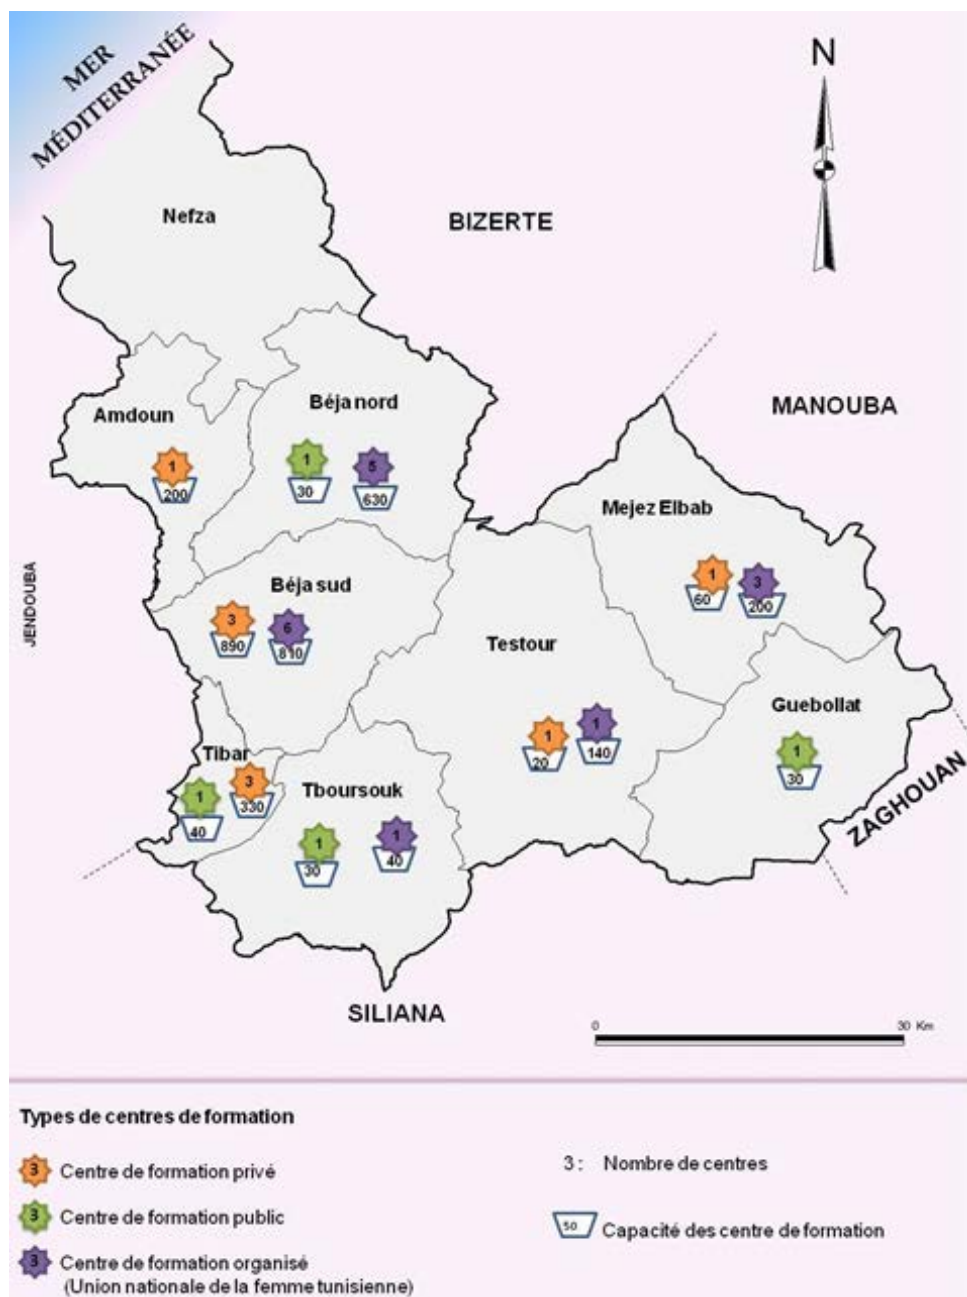 MER
MÉDITERRANÉE
N
Nefza
BIZERTE
Amdoun
Béja nord
MANOUBA
1
200
1
30
5
630
Mejez Elbab
JENDOUBA
Béja sud
1
60
3
200
3
890
6
810
Testour
Guebollat
1
20
1
140
1
30
Tibar
Tboursouk
1
40
3
330
1
30
1
40
ZAGHOUAN
SILIANA
0 30 Km
Types de centres de formation
3 Centre de formation privé
3 : Nombre de centres
3 Centre de formation public
50 Capacité des centre de formation
3 Centre de formation organisé
(Union nationale de la femme tunisienne)